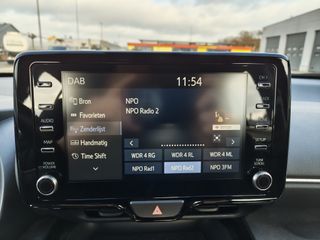 DAB
11:54
Bron
Favorieten
Zenderlijst
Handmatig
Time Shift
NPO
NPO Radio 2
WDR 4 RG
WDR 4 RL
WDR 4 ML
NPO Rad1
NPO Rad2
NPO 3FM
AUDIO
MAP
POWER
VOLUME
TUNE
SCROLL